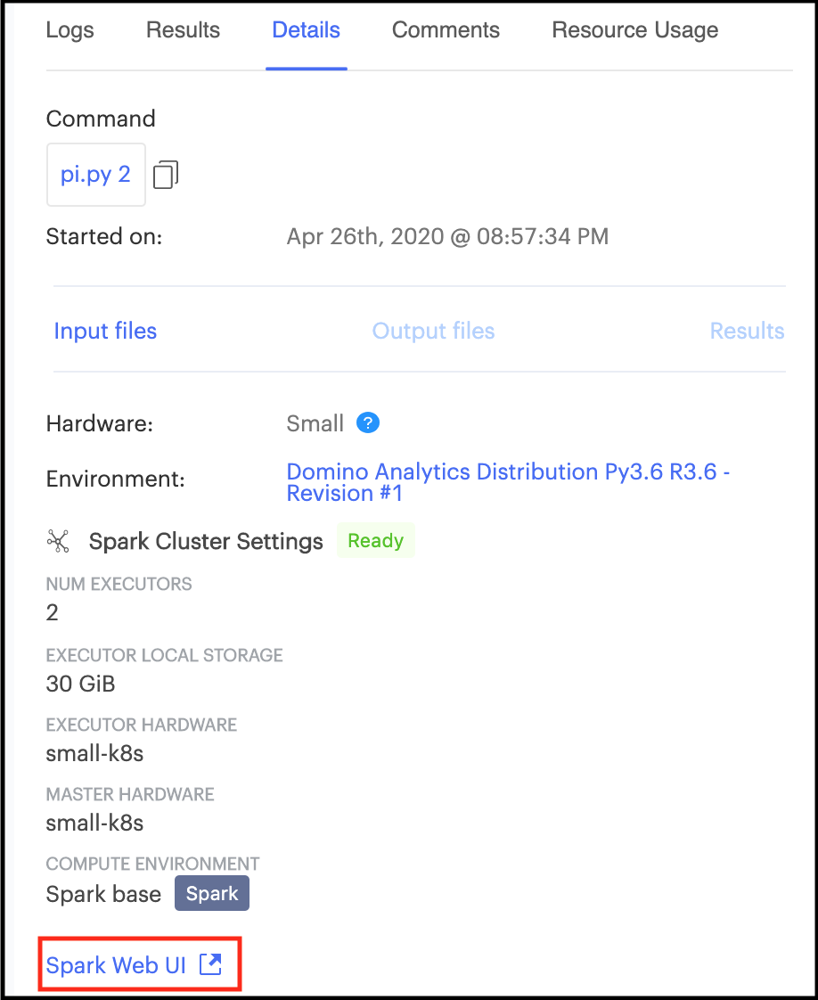 Logs Results Details Comments Resource Usage
Command
pi.py 2
Started on: Apr 26th, 2020 @ 08:57:34 PM
Input files Output files Results
Hardware: Small ?
Environment: Domino Analytics Distribution Py3.6 R3.6 -
Revision #1
Spark Cluster Settings Ready
NUM EXECUTORS
2
EXECUTOR LOCAL STORAGE
30 GiB
EXECUTOR HARDWARE
small-k8s
MASTER HARDWARE
small-k8s
COMPUTE ENVIRONMENT
Spark base Spark
Spark Web UI